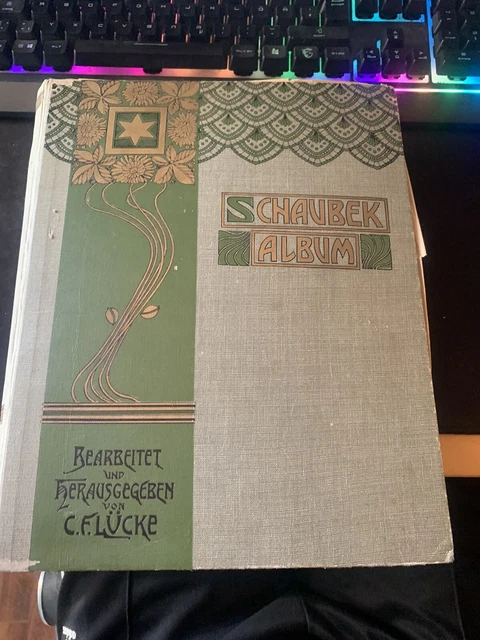 SCHAUBEK
ALBUM
BEARBEITET
UND
HERAUSGEGEBEN
VON
C.F.LÜCKE